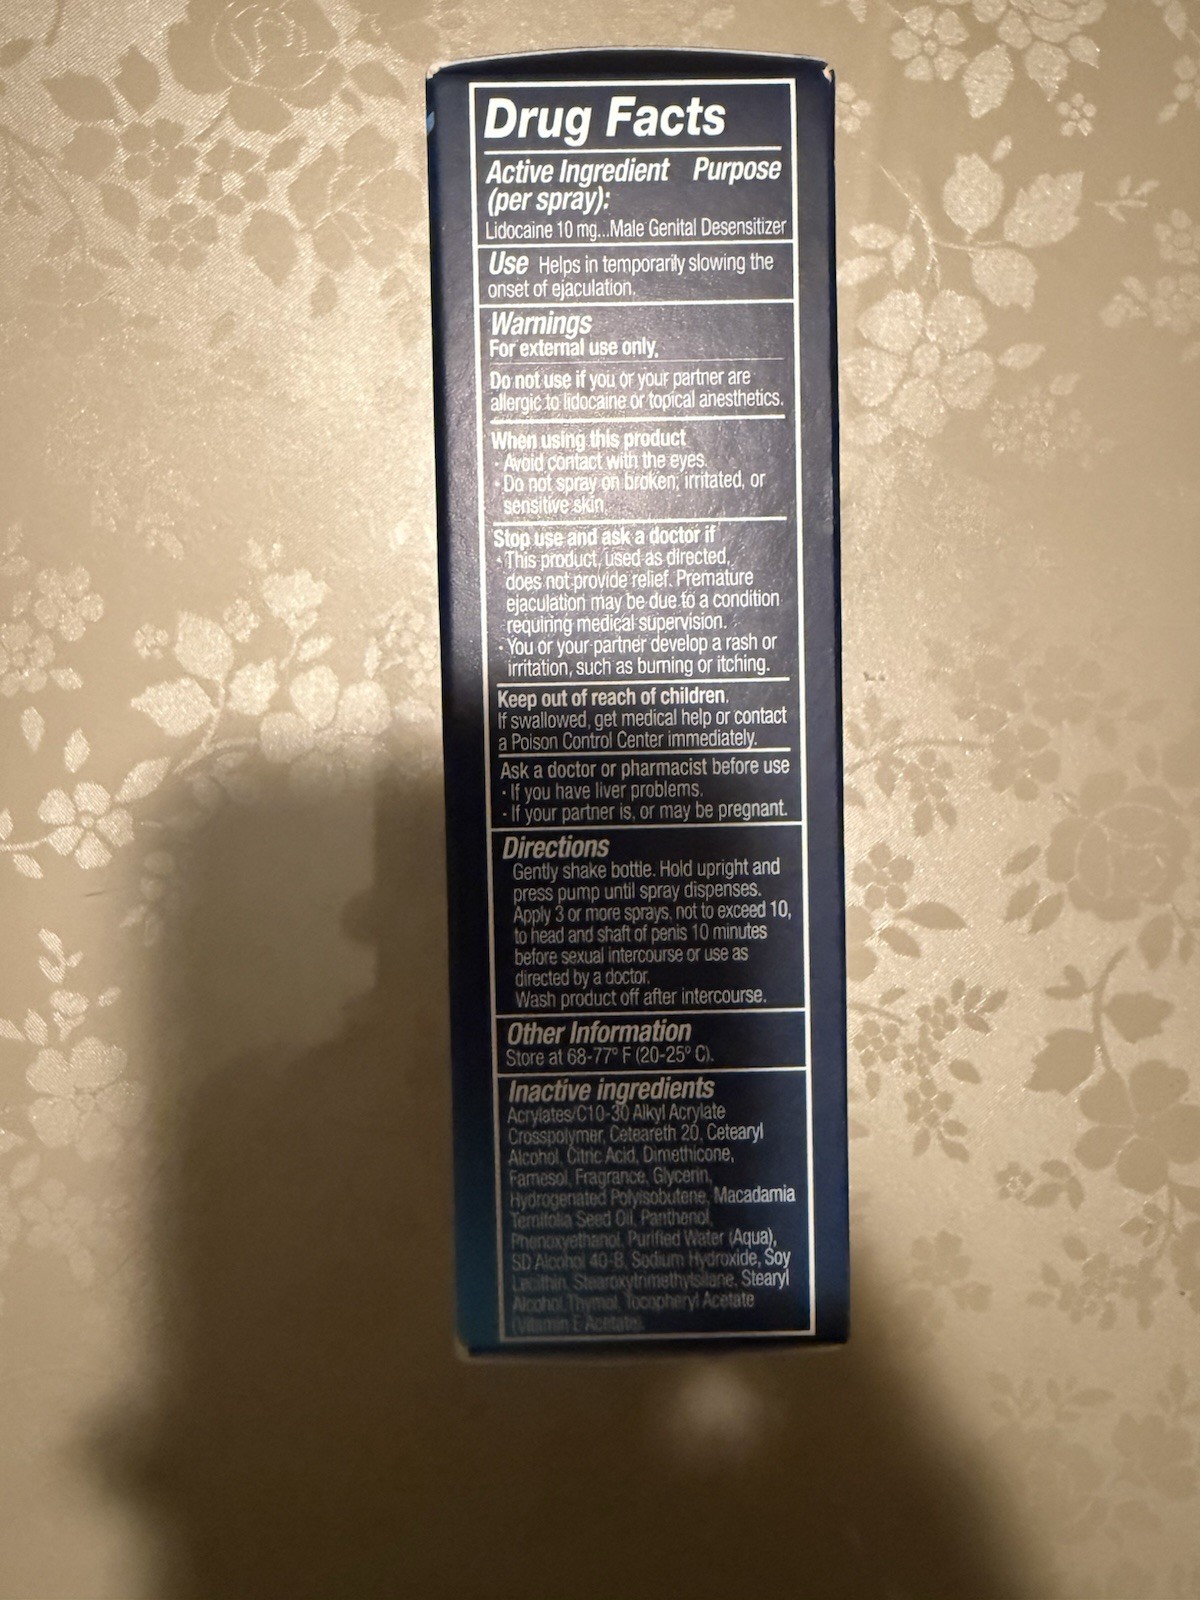 Drug Facts
Active Ingredient Purpose
(per spray):
Lidocaine 10 mg...Male Genital Desensitizer
Use Helps in temporarily slowing the
onset of ejaculation.
Warnings
For external use only.
Do not use if you or your partner are
allergic to lidocaine or topical anesthetics.
When using this product
· Avoid contact with the eyes.
· Do not spray on broken, irritated, or
sensitive skin.
Stop use and ask a doctor if
· This product, used as directed,
does not provide relief. Premature
ejaculation may be due to a condition
requiring medical supervision.
· You or your partner develop a rash or
irritation, such as burning or itching.
Keep out of reach of children.
If swallowed, get medical help or contact
a Poison Control Center immediately.
Ask a doctor or pharmacist before use
· If you have liver problems.
· If your partner is, or may be pregnant.
Directions
Gently shake bottle. Hold upright and
press pump until spray dispenses.
Apply 3 or more sprays, not to exceed 10,
to head and shaft of penis 10 minutes
before sexual intercourse or use as
directed by a doctor.
Wash product off after intercourse.
Other Information
Store at 68-77° F (20-25° C).
Inactive ingredients
Acrylates/C10-30 Alkyl Acrylate
Crosspolymer, Ceteareth 20, Cetearyl
Alcohol, Citric Acid, Dimethicone,
Farnesol, Fragrance, Glycerin,
Hydrogenated Polyisobutene, Macadamia
Ternifolia Seed Oil, Panthenol,
Phenoxyethanol, Purified Water (Aqua),
SD Alcohol 40-B, Sodium Hydroxide, Soy
Lecithin, Stearoxytrimethylsilane, Stearyl
Alcohol, Thymol, Tocopheryl Acetate
(Vitamin E Acetate).